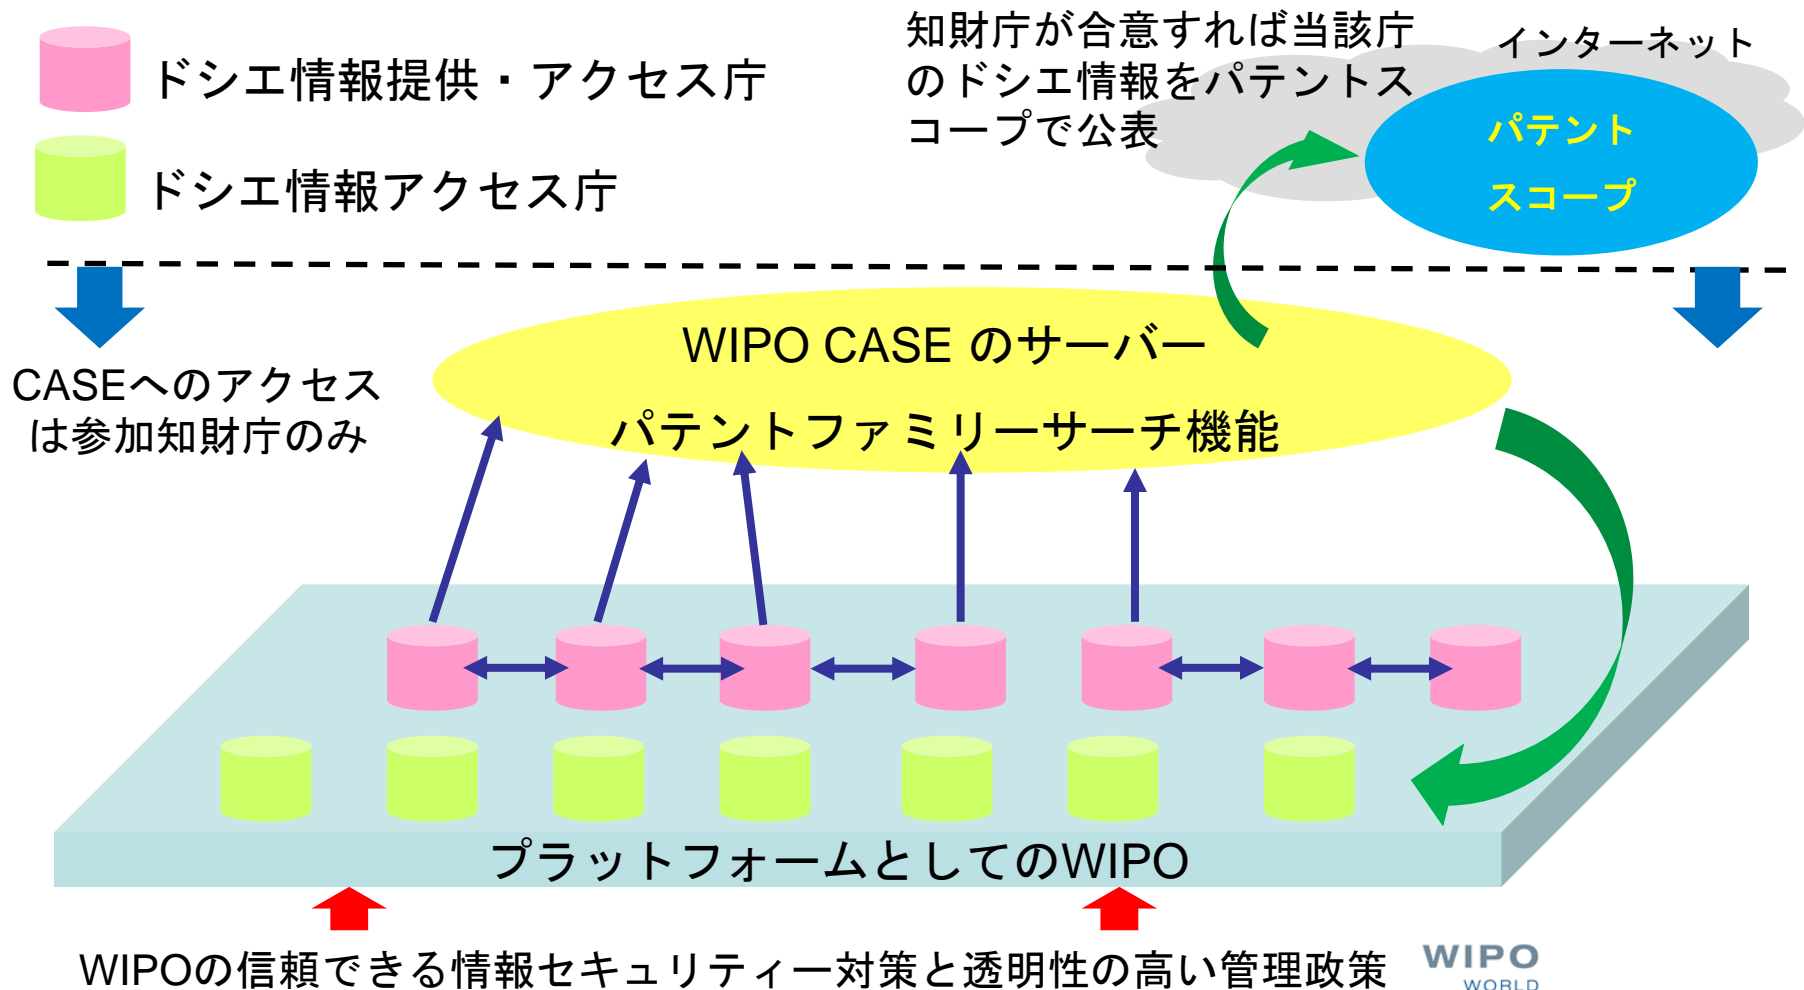 ドシエ情報提供・アクセス庁
ドシエ情報アクセス庁
知財庁が合意すれば当該庁
のドシエ情報をパテントス
コープで公表
インターネット
パテント
スコープ
CASEへのアクセス
は参加知財庁のみ
WIPO CASE のサーバー
パテントファミリーサーチ機能
プラットフォームとしてのWIPO
WIPOの信頼できる情報セキュリティー対策と透明性の高い管理政策
WIPO
WORLD